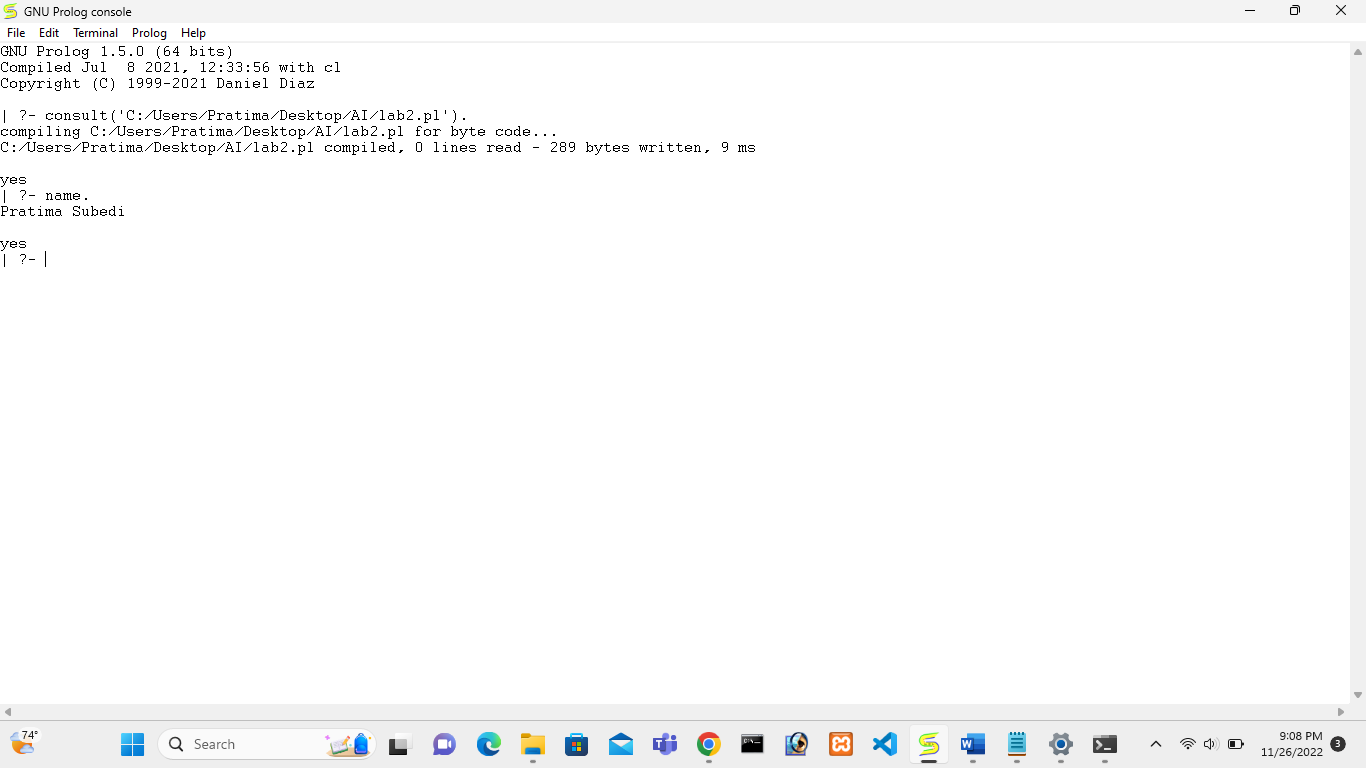 GNU Prolog console
File Edit Terminal Prolog Help
GNU Prolog 1.5.0 (64 bits)
Compiled Jul  8 2021, 12:33:56 with cl
Copyright (C) 1999-2021 Daniel Diaz
| ?- consult('C:/Users/Pratima/Desktop/AI/lab2.pl').
compiling C:/Users/Pratima/Desktop/AI/lab2.pl for byte code...
C:/Users/Pratima/Desktop/AI/lab2.pl compiled, 0 lines read - 289 bytes written, 9 ms
yes
| ?- name.
Pratima Subedi
yes
| ?-
74°
Search
9:08 PM
11/26/2022
3